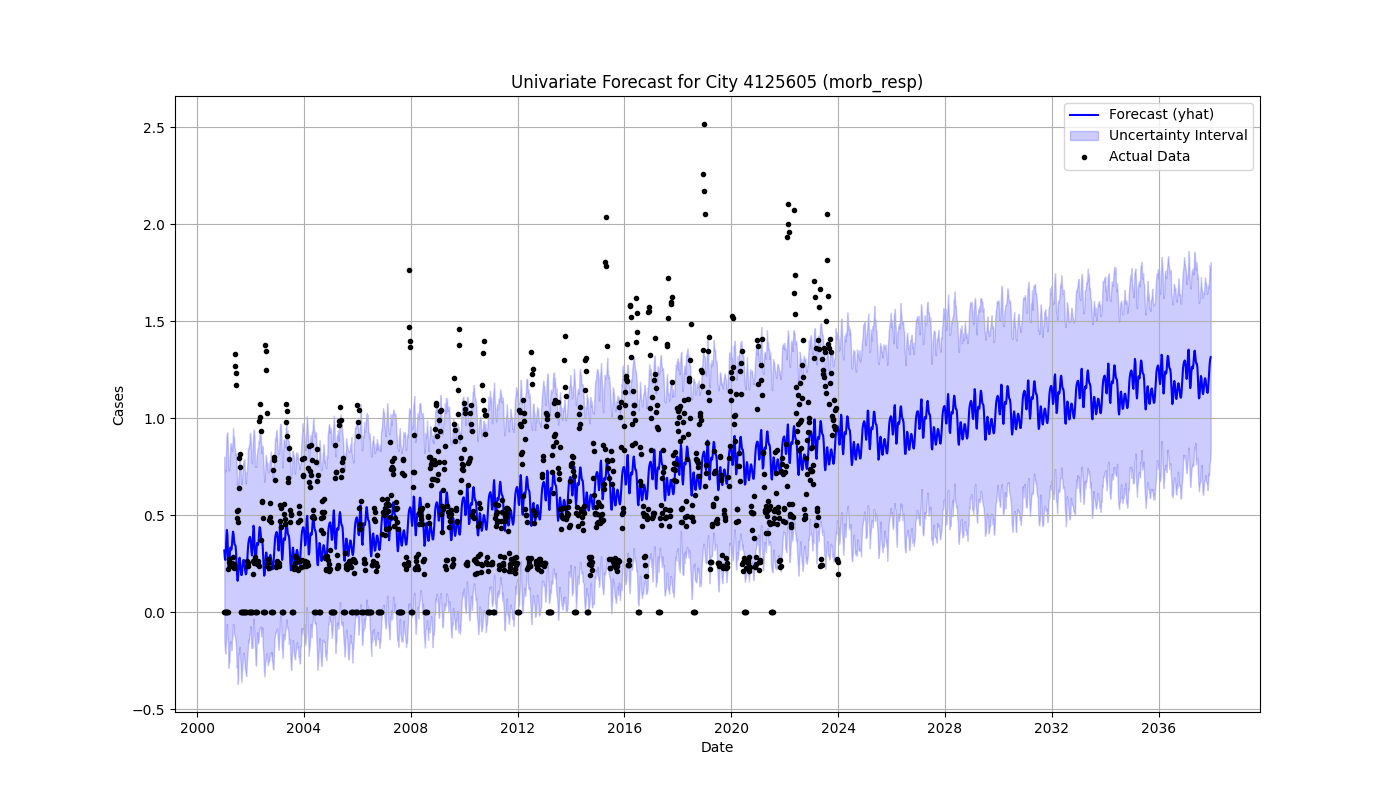 Univariate Forecast for City 4125605 (morb_resp)
Forecast (yhat)
Uncertainty Interval
Actual Data
Cases
2.5
2.0
1.5
1.0
0.5
0.0
−0.5
2000 2004 2008 2012 2016 2020 2024 2028 2032 2036
Date